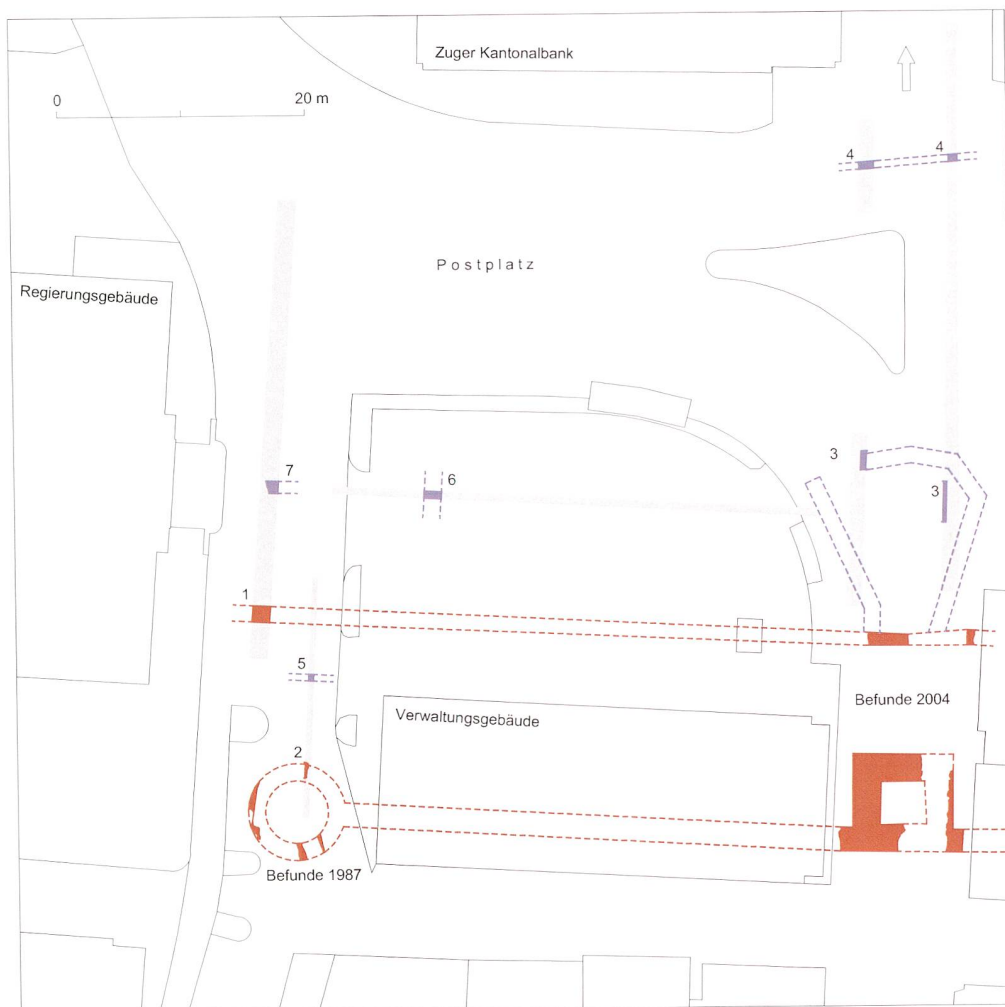 Zuger Kantonalbank
0 20 m
4 4
Postplatz
Regierungsgebäude
3
7
6
3
1
5
Befunde 2004
Verwaltungsgebäude
2
Befunde 1987